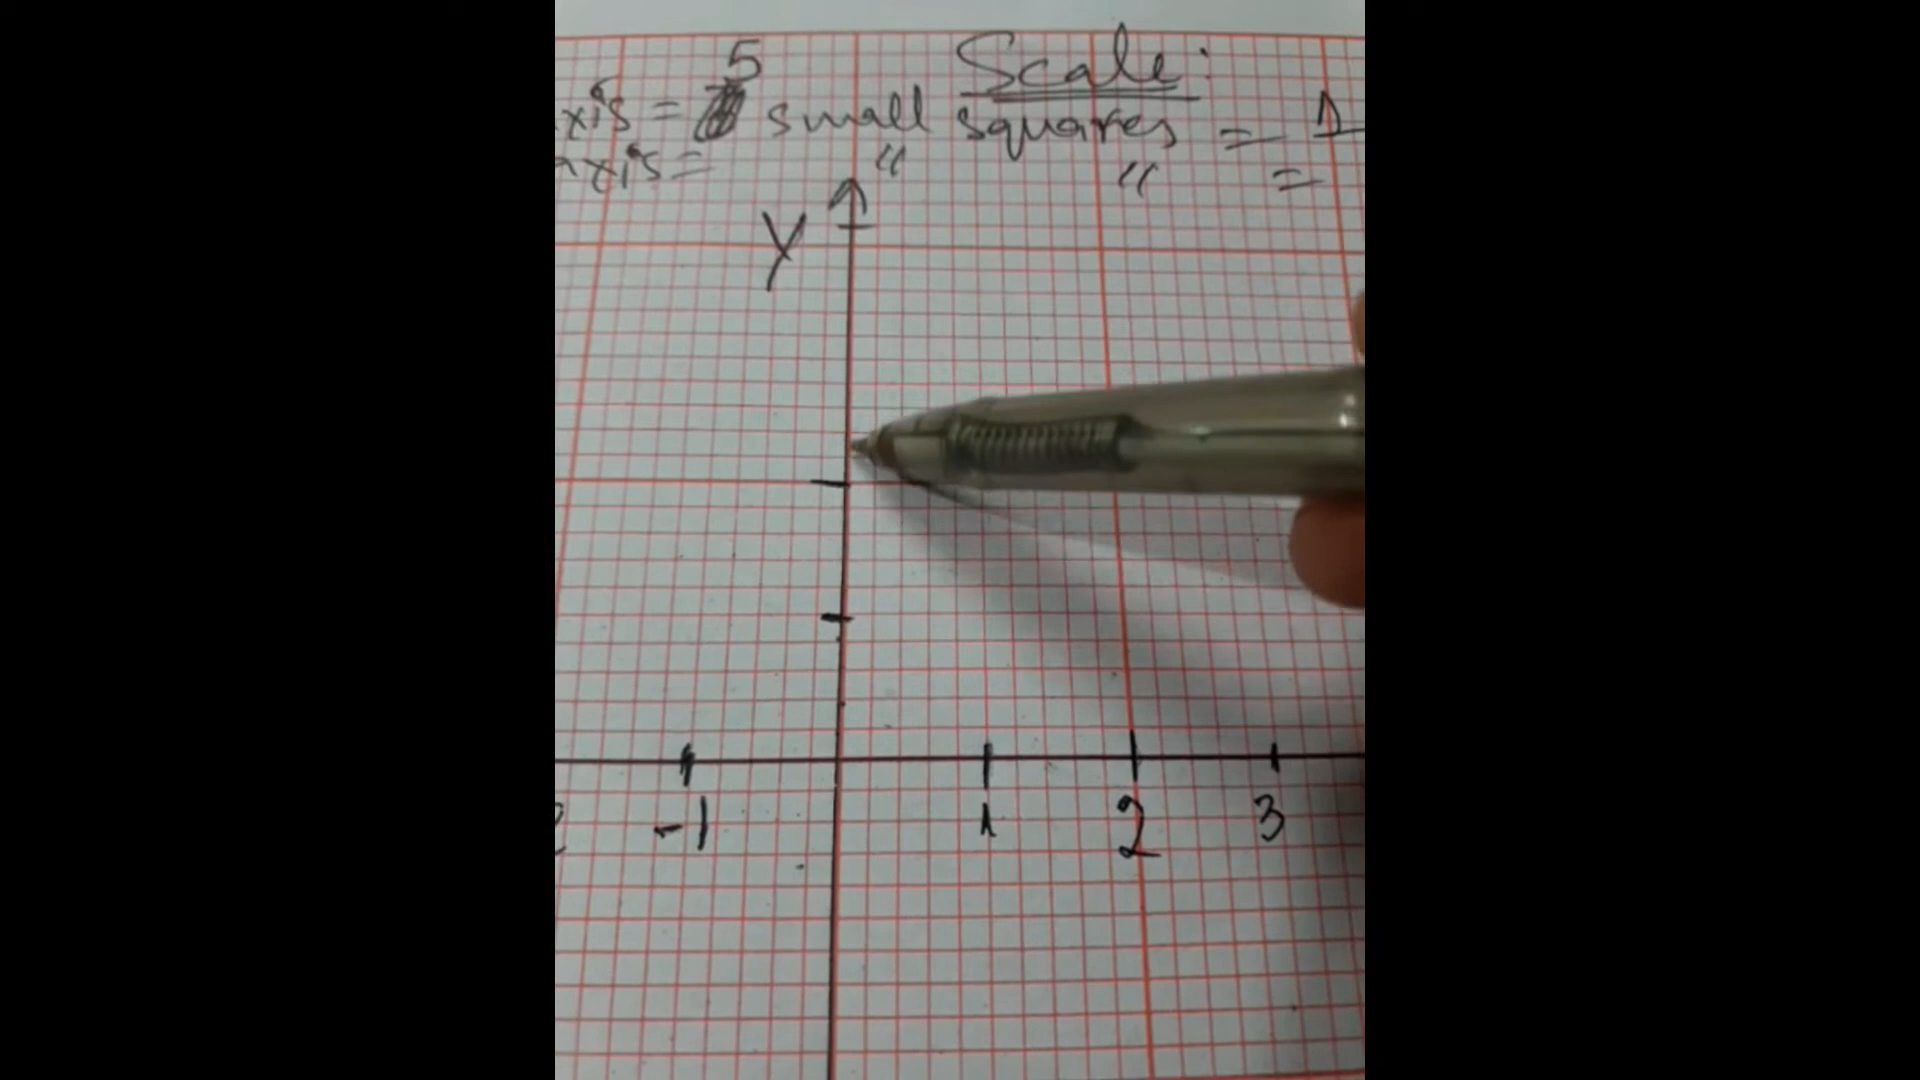 Scale:
xis = 5 small squares = 1
axis = " " =
Y
-1 1 2 3